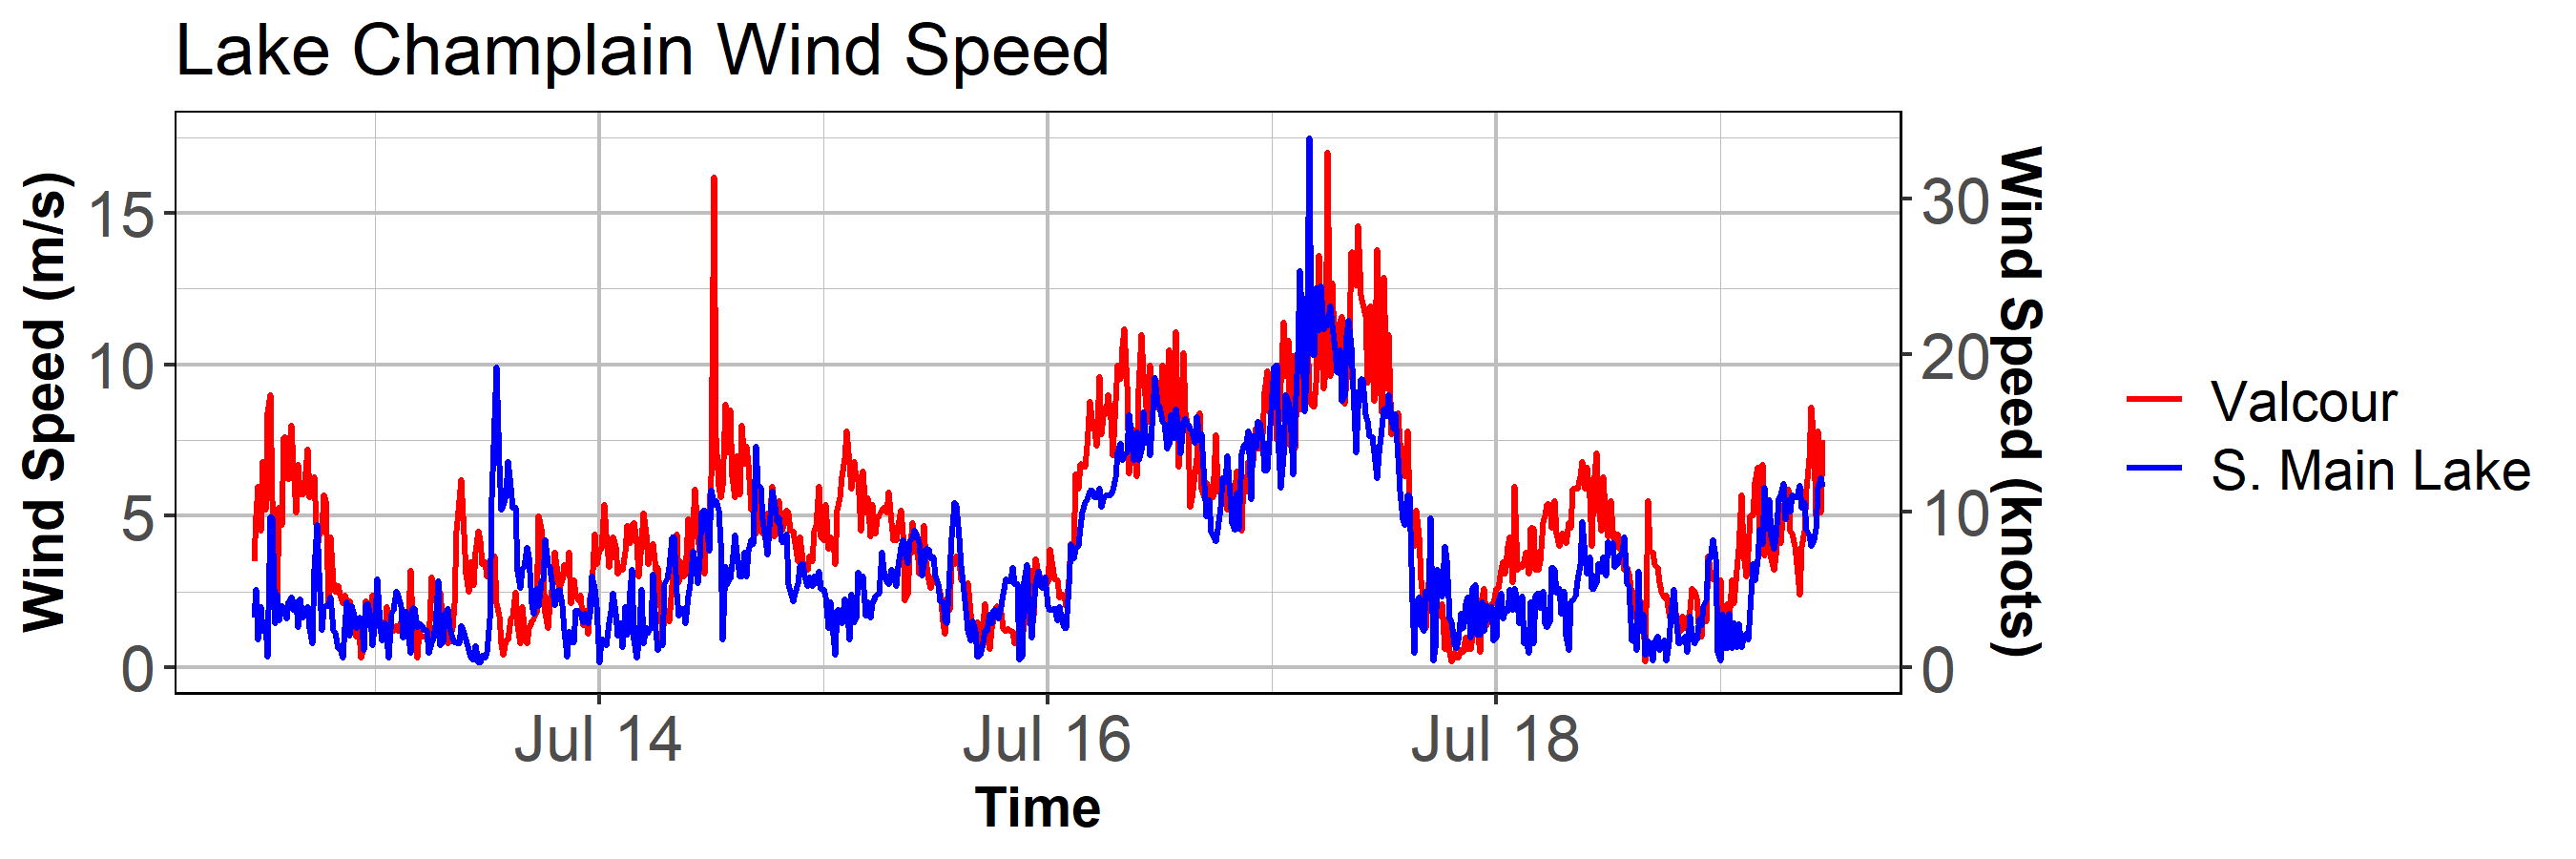 Lake Champlain Wind Speed
Wind Speed (m/s)
15
10
5
0
30
20
10
0
Wind Speed (knots)
Jul 14
Jul 16
Jul 18
Time
Valcour
S. Main Lake